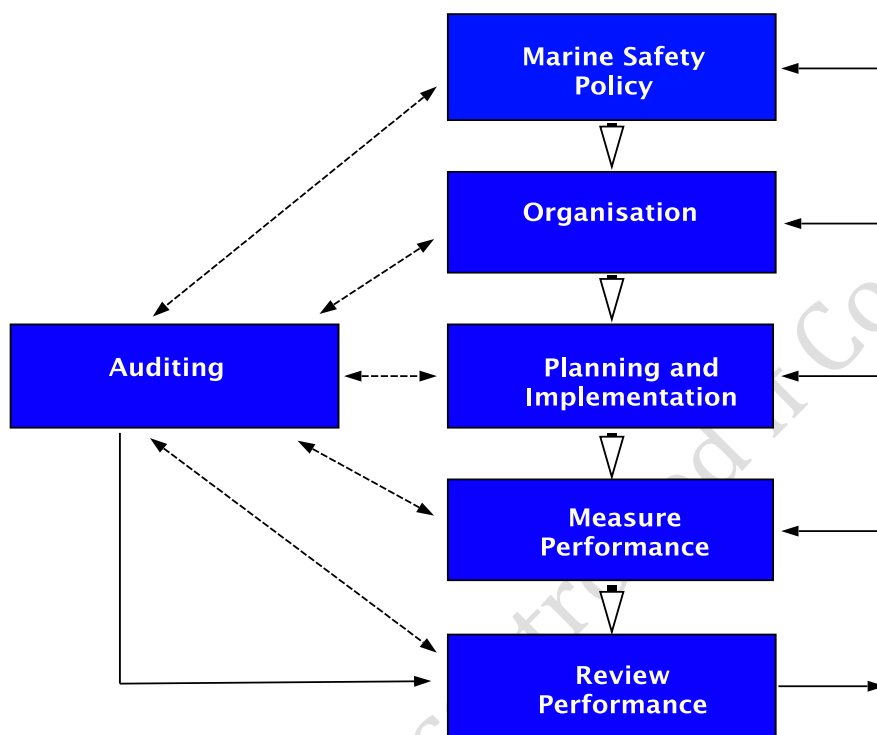 Marine Safety
Policy
Organisation
Auditing
Planning and
Implementation
Measure
Performance
Review
Performance